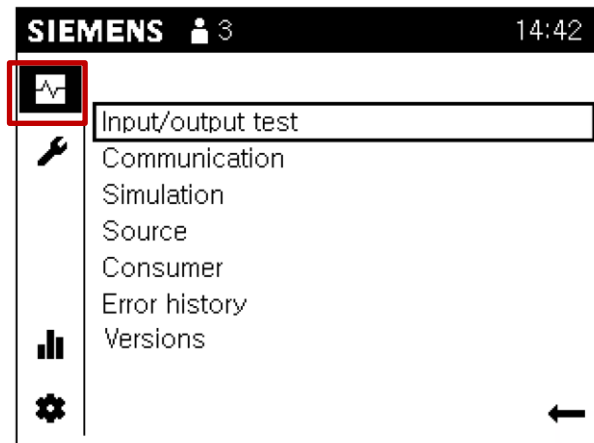 SIEMENS 3 14:42
Input/output test
Communication
Simulation
Source
Consumer
Error history
Versions